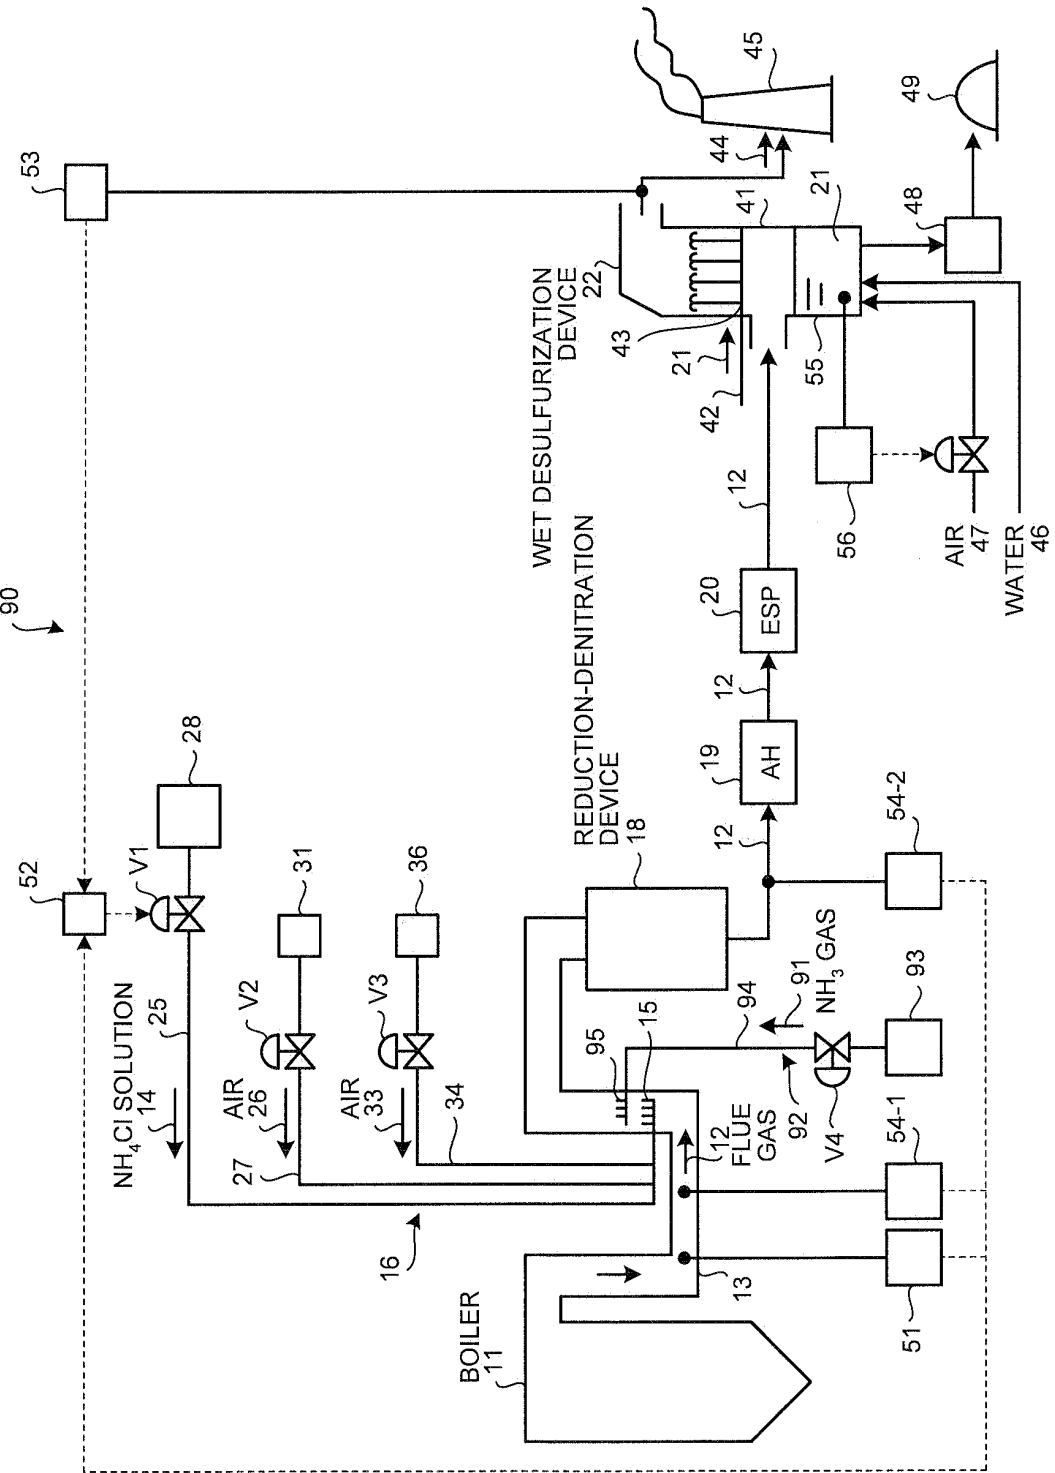 90
52
53
NH₄Cl SOLUTION
14
25
V1
28
AIR
26
27
V2
31
AIR
33
34
V3
36
16
BOILER
11
WET DESULFURIZATION
DEVICE
22
REDUCTION-DENITRATION
DEVICE
18
95
15
43
21
42
44
45
41
13
12
FLUE
GAS
94
91
NH₃ GAS
92
V4
12
19
AH
12
20
ESP
12
55
21
56
48
49
51
54-1
93
54-2
AIR
47
WATER
46